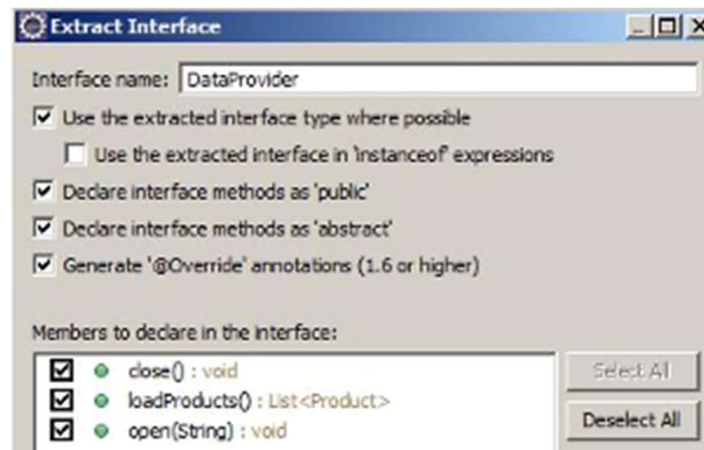 Extract Interface
Interface name: DataProvider
Use the extracted interface type where possible
Use the extracted interface in 'instanceof' expressions
Declare interface methods as 'public'
Declare interface methods as 'abstract'
Generate '@Override' annotations (1.6 or higher)
Members to declare in the interface:
close() : void
Select All
loadProducts() : List<Product>
open(String) : void
Deselect All